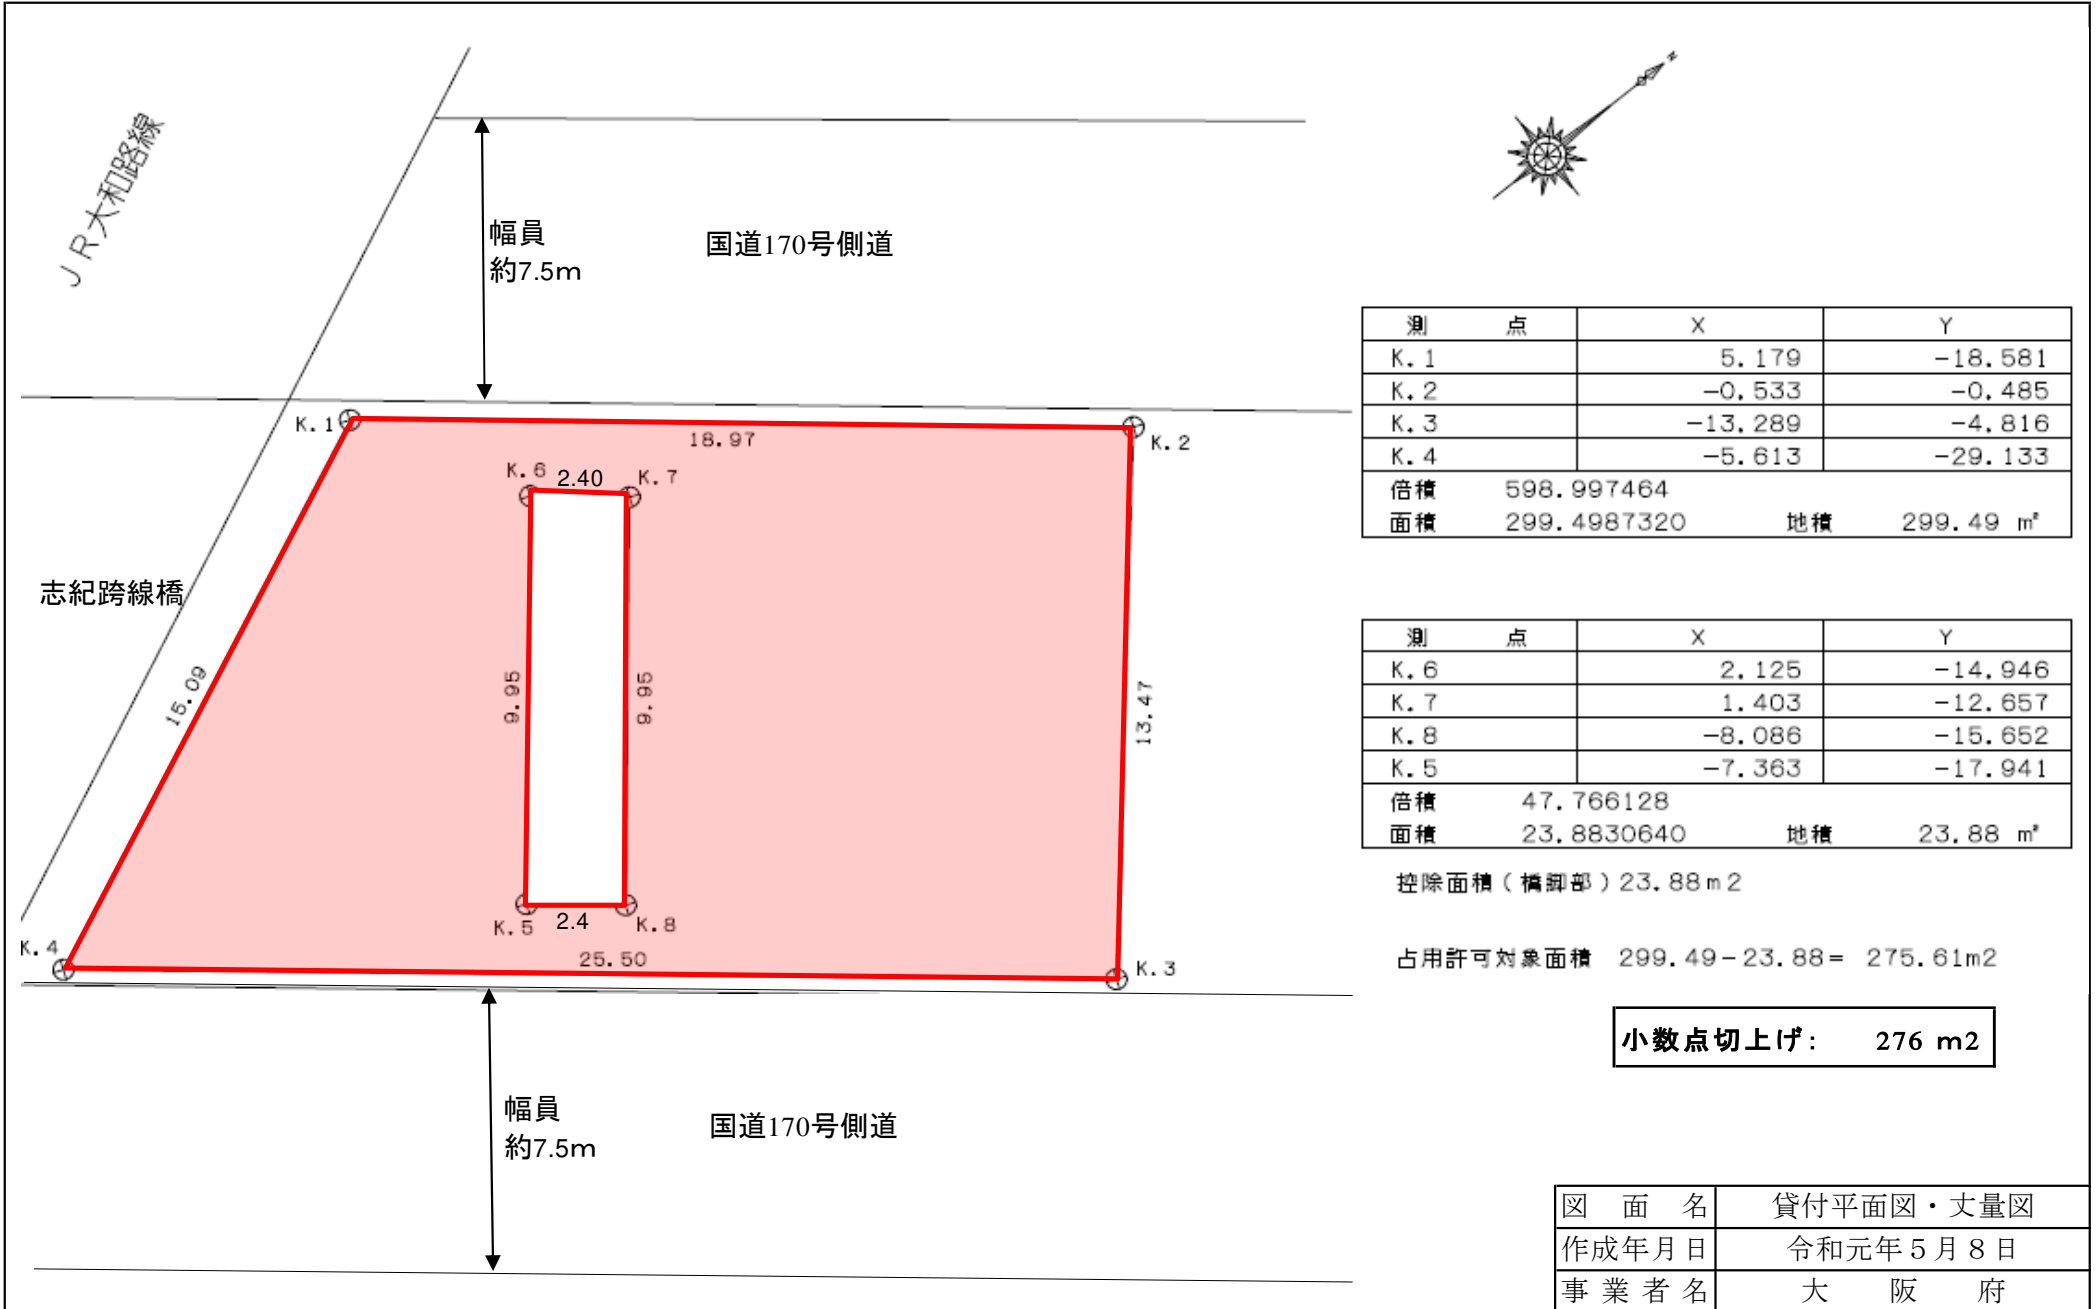 N
JR大和路線
幅員
約7.5m
国道170号側道
K.1
18.97
K.2
K.6
2.40
K.7
志紀跨線橋
15.09
9.95
9.95
13.47
K.5
2.4
K.8
K.4
25.50
K.3
幅員
約7.5m
国道170号側道
測 点 X Y
K.1 5.179 -18.581
K.2 -0.533 -0.485
K.3 -13.289 -4.816
K.4 -5.613 -29.133
倍積 598.997464
面積 299.4987320 地積 299.49 ㎡
測 点 X Y
K.6 2.125 -14.946
K.7 1.403 -12.657
K.8 -8.086 -15.652
K.5 -7.363 -17.941
倍積 47.766128
面積 23.8830640 地積 23.88 ㎡
控除面積(橋脚部)23.88m2
占用許可対象面積 299.49-23.88= 275.61m2
小数点切上げ: 276 m2
図面名 貸付平面図・丈量図
作成年月日 令和元年5月8日
事業者名 大阪府